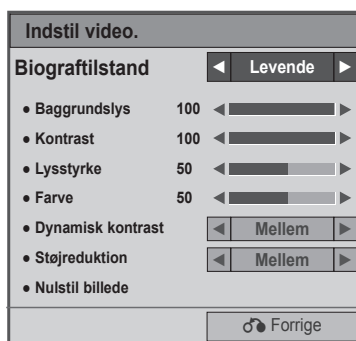 Indstil video.
Biograftilstand ◀ Levende ▶
● Baggrundslys 100
● Kontrast 100
● Lysstyrke 50
● Farve 50
● Dynamisk kontrast ◀ Mellem ▶
● Støjreduktion ◀ Mellem ▶
● Nulstil billede
Forrige